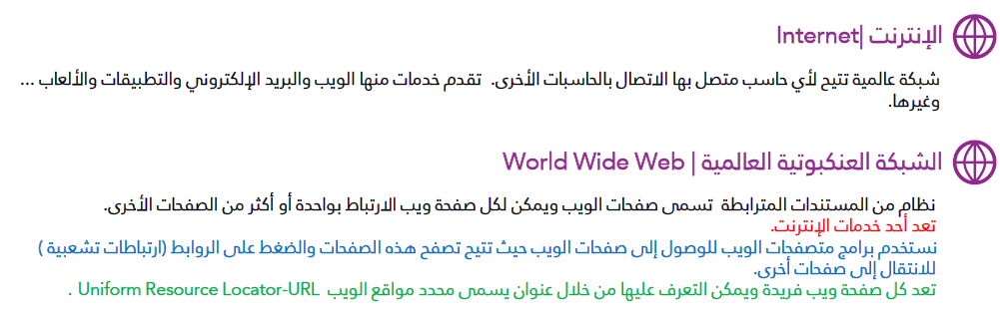 الإنترنت |Internet
شبكة عالمية تتيح لأي حاسب متصل بها الاتصال بالحاسبات الأخرى. تقدم خدمات منها الويب والبريد الإلكتروني والتطبيقات والألعاب ...
وغيرها.
الشبكة العنكبوتية العالمية | World Wide Web
نظام من المستندات المترابطة تسمى صفحات الويب ويمكن لكل صفحة ويب الارتباط بواحدة أو أكثر من الصفحات الأخرى.
تعد أحد خدمات الإنترنت.
نستخدم برامج متصفحات الويب للوصول إلى صفحات الويب حيث تتيح تصفح هذه الصفحات والضغط على الروابط (ارتباطات تشعبية )
للانتقال إلى صفحات أخرى.
تعد كل صفحة ويب فريدة ويمكن التعرف عليها من خلال عنوان يسمى محدد مواقع الويب Uniform Resource Locator-URL .